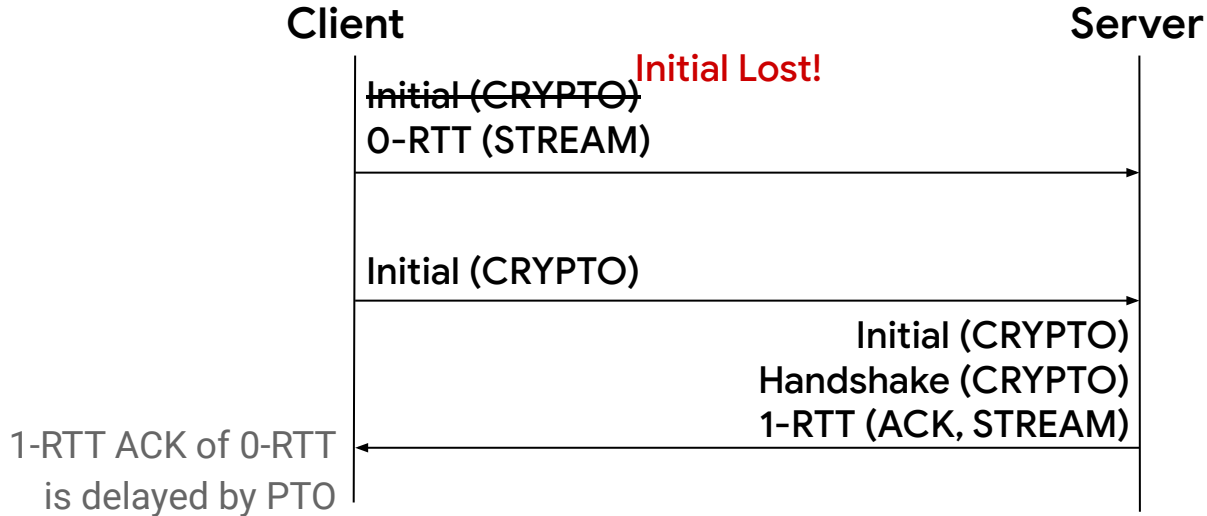 Client
Server
Initial Lost!
Initial (CRYPTO)
0-RTT (STREAM)
Initial (CRYPTO)
Initial (CRYPTO)
Handshake (CRYPTO)
1-RTT (ACK, STREAM)
1-RTT ACK of 0-RTT
is delayed by PTO